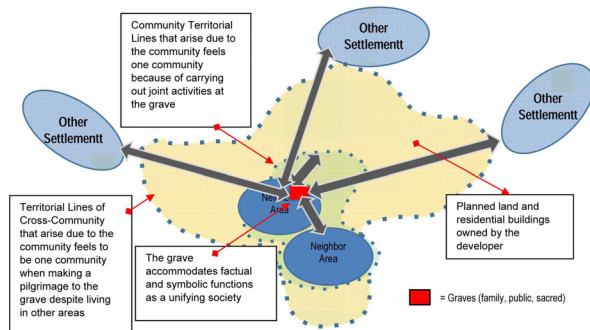 Community Territorial
Lines that arise due to
the community feels
one community
because of carrying
out joint activities at
the grave
Other
Settlementt
Other
Settlementt
Other
Settlementt
Territorial Lines of
Cross-Community
that arise due to the
community feels to
be one community
when making a
pilgrimage to
the grave despite living
in other areas
The grave
accommodates factual
and symbolic functions
as a unifying society
Area
Neighbor
Area
Planned land and
residential buildings
owned by the
developer
= Graves (family, public, sacred)